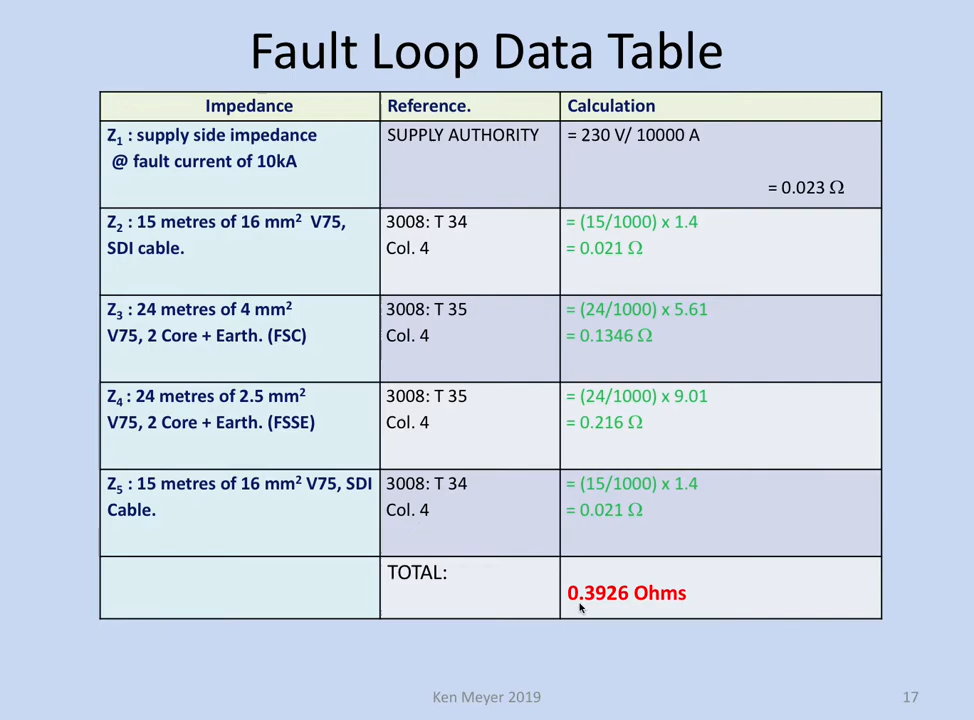 Fault Loop Data Table
Impedance
Reference.
Calculation
Z₁ : supply side impedance
@ fault current of 10kA
SUPPLY AUTHORITY
= 230 V/ 10000 A
= 0.023 Ω
Z₂ : 15 metres of 16 mm² V75,
SDI cable.
3008: T 34
Col. 4
= (15/1000) x 1.4
= 0.021 Ω
Z₃ : 24 metres of 4 mm²
V75, 2 Core + Earth. (FSC)
3008: T 35
Col. 4
= (24/1000) x 5.61
= 0.1346 Ω
Z₄ : 24 metres of 2.5 mm²
V75, 2 Core + Earth. (FSSE)
3008: T 35
Col. 4
= (24/1000) x 9.01
= 0.216 Ω
Z₅ : 15 metres of 16 mm² V75, SDI
Cable.
3008: T 34
Col. 4
= (15/1000) x 1.4
= 0.021 Ω
TOTAL:
0.3926 Ohms
Ken Meyer 2019
17